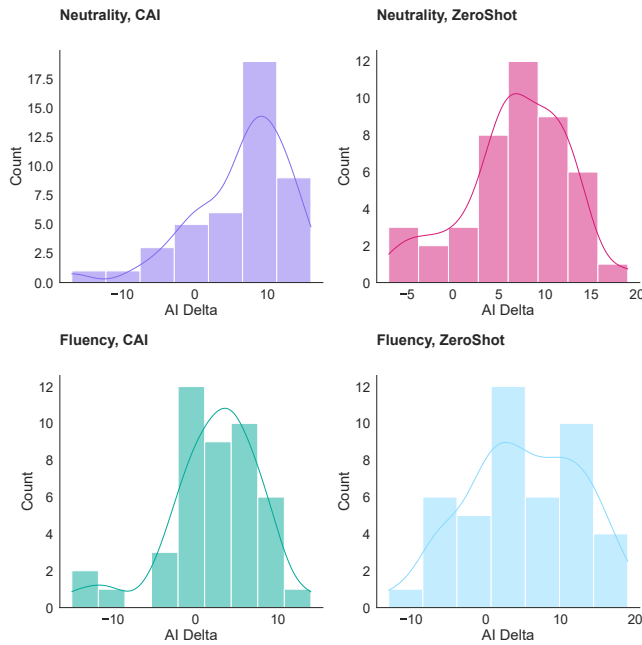 Neutrality, CAI
17.5
15.0
12.5
10.0
7.5
5.0
2.5
0.0
Count
−10 0 10
AI Delta
Neutrality, ZeroShot
12
10
8
6
4
2
0
Count
−5 0 5 10 15 20
AI Delta
Fluency, CAI
12
10
8
6
4
2
0
Count
−10 0 10
AI Delta
Fluency, ZeroShot
12
10
8
6
4
2
0
Count
−10 0 10 20
AI Delta